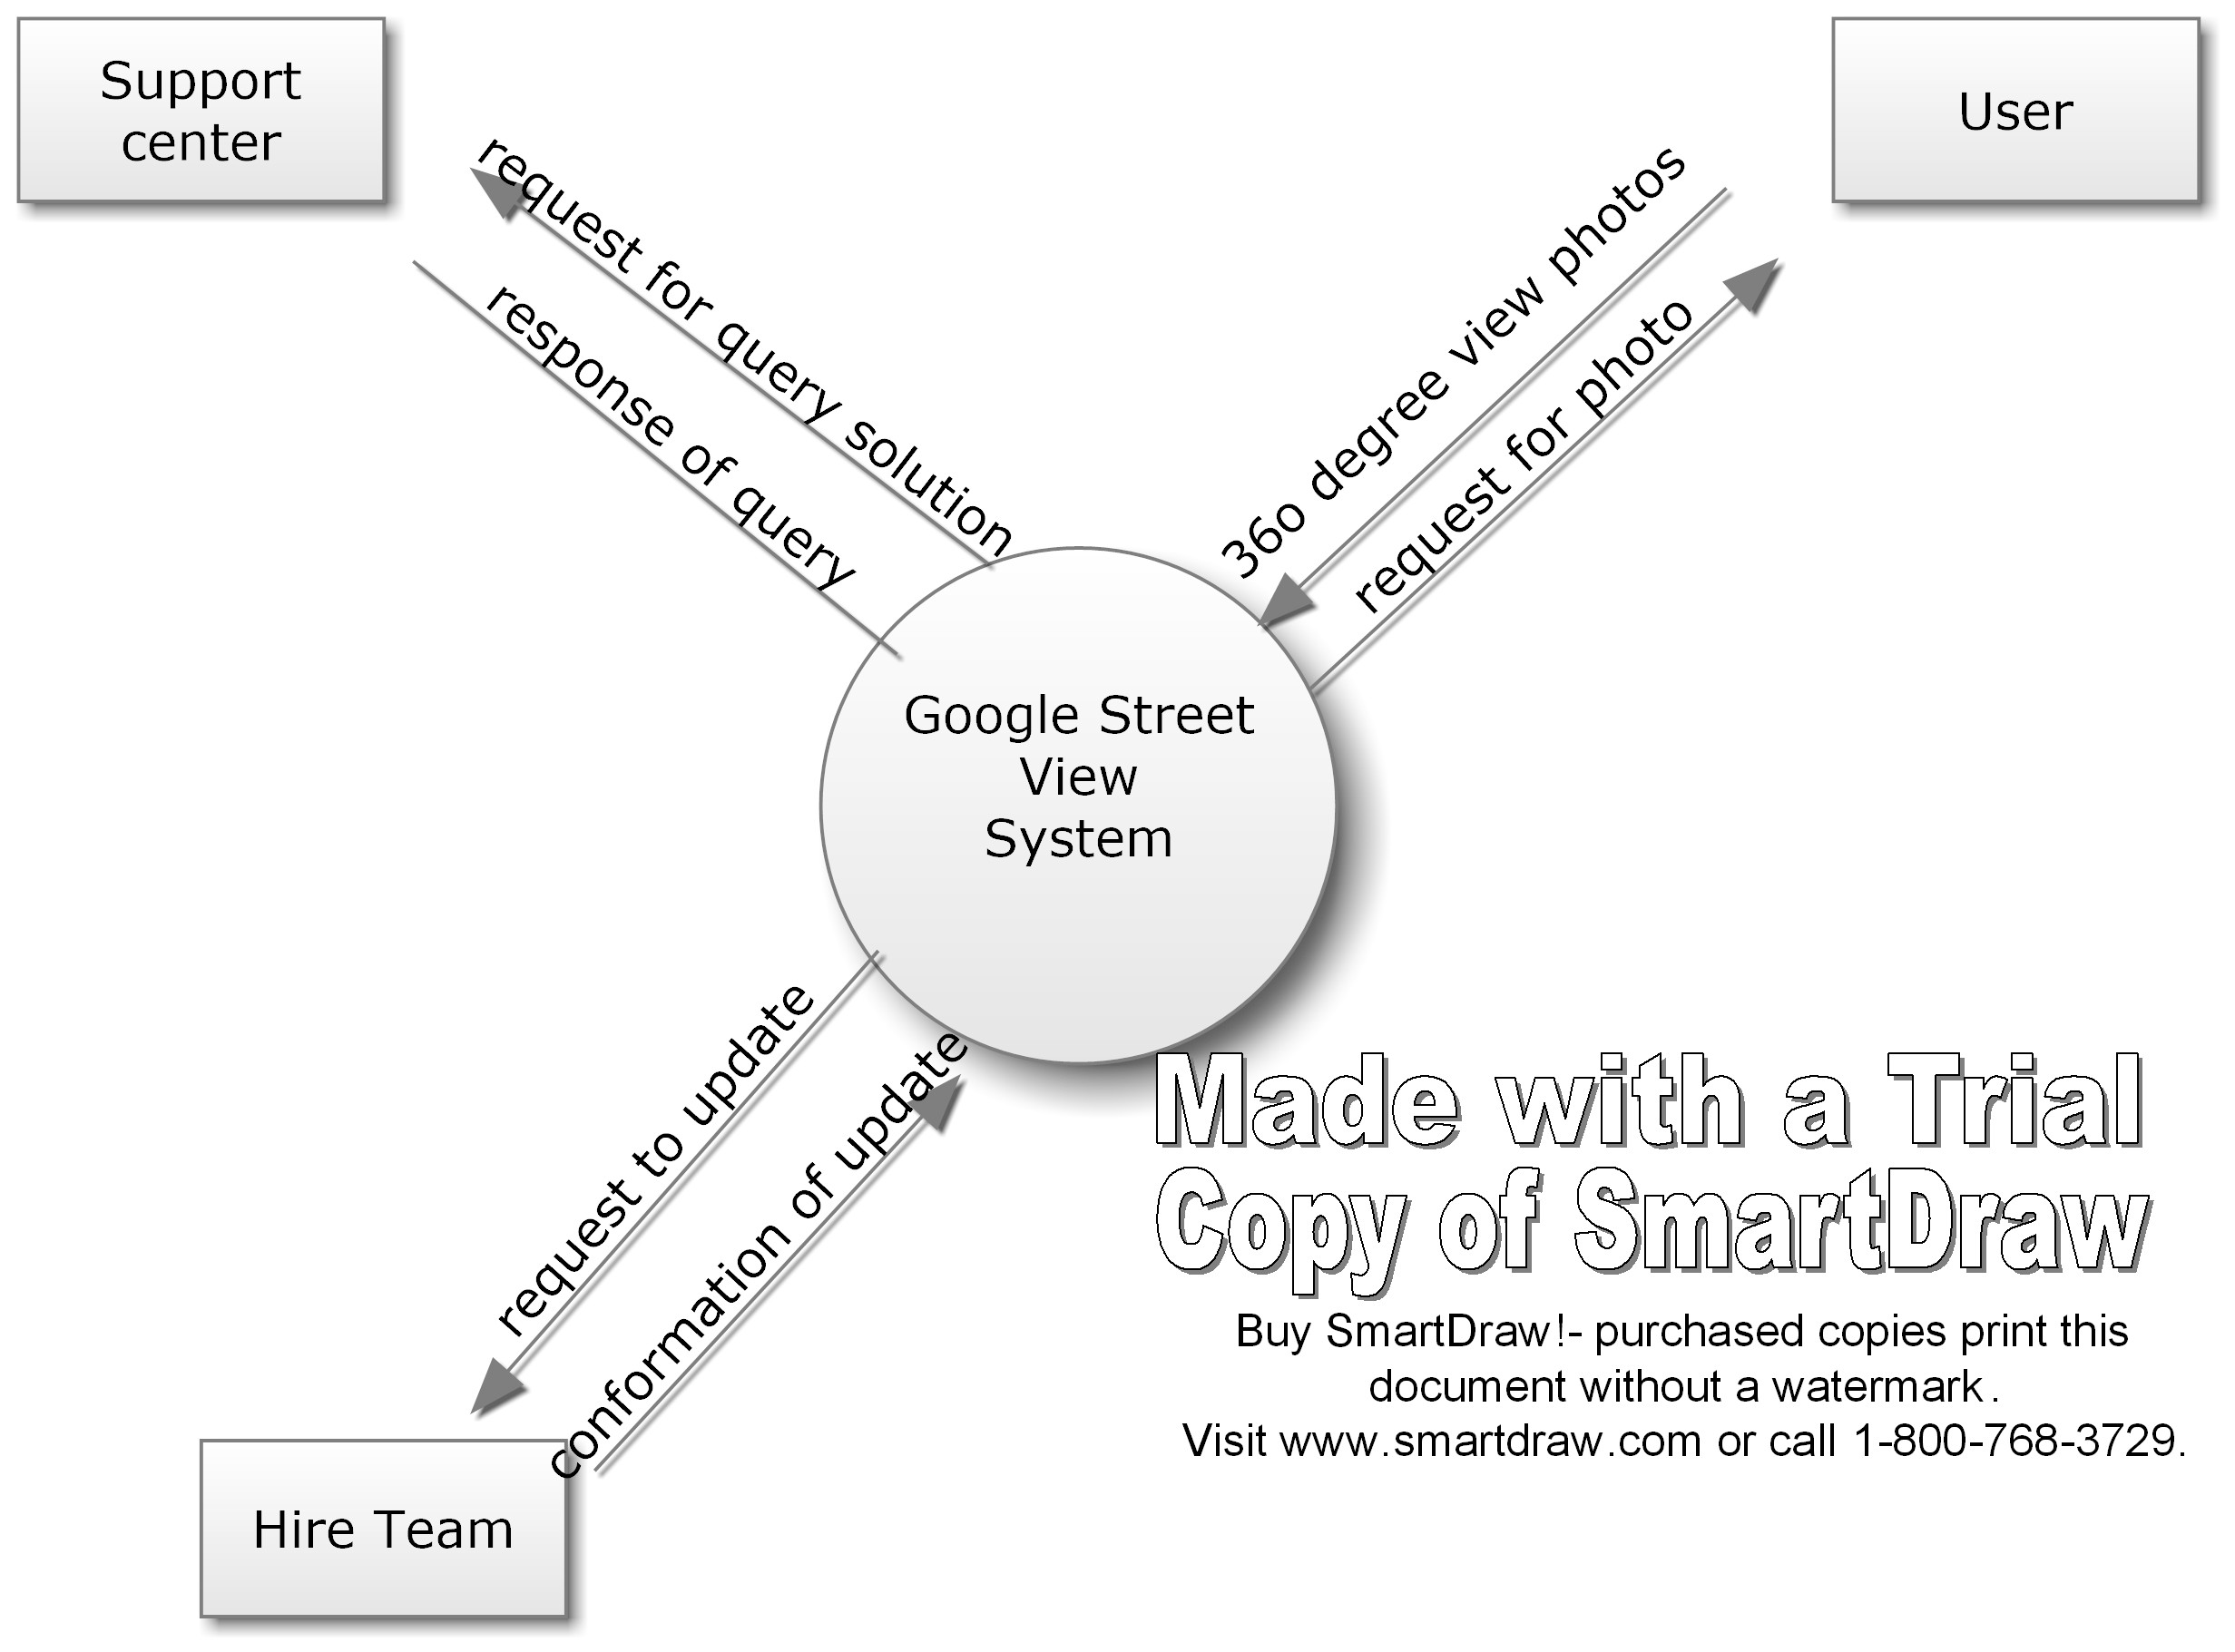 Support
center
User
request for query solution
response of query
36o degree view photos
request for photo
Google Street
View
System
request to update
conformation of update
Hire Team
Made with a Trial
Copy of SmartDraw
Buy SmartDraw!- purchased copies print this
document without a watermark.
Visit www.smartdraw.com or call 1-800-768-3729.